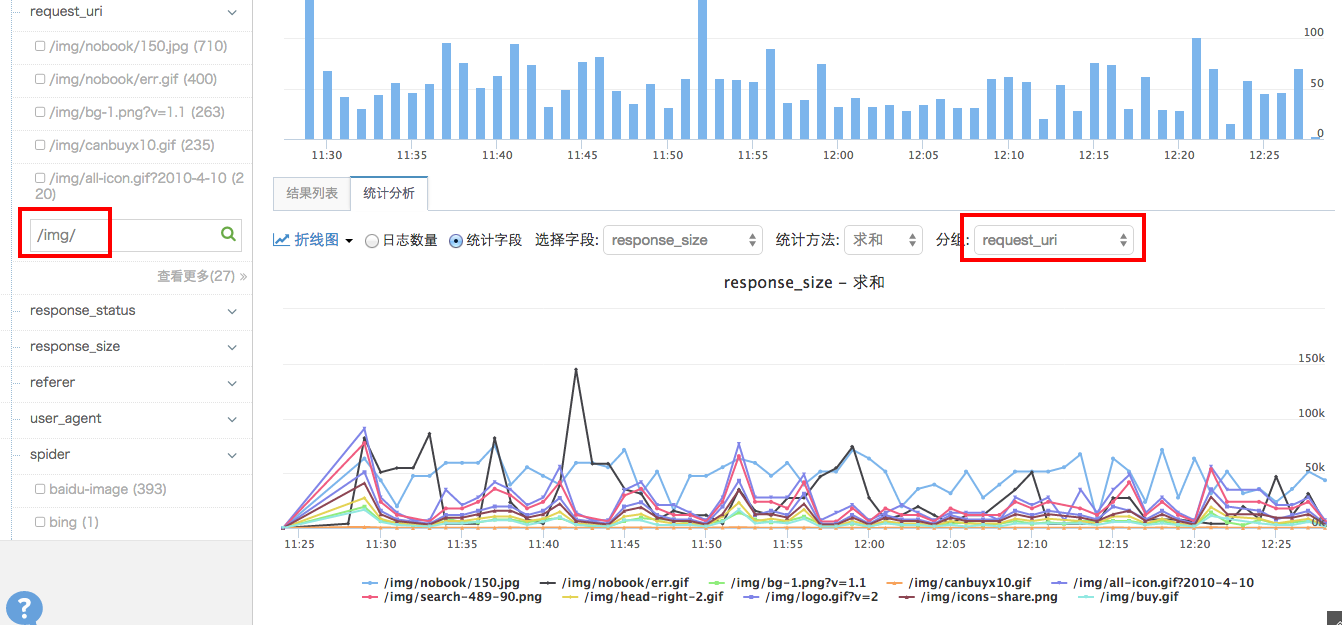 request_uri
/img/nobook/150.jpg (710)
/img/nobook/err.gif (400)
/img/bg-1.png?v=1.1 (263)
/img/canbuyx10.gif (235)
/img/all-icon.gif?2010-4-10 (2
20)
/img/
查看更多(27) »
response_status
response_size
referer
user_agent
spider
baidu-image (393)
bing (1)
?
100
50
0
11:30 11:35 11:40 11:45 11:50 11:55 12:00 12:05 12:10 12:15 12:20 12:25
结果列表 统计分析
折线图 日志数量 统计字段 选择字段: response_size 统计方法: 求和 分组: request_uri
response_size – 求和
150k
100k
50k
0k
11:25 11:30 11:35 11:40 11:45 11:50 11:55 12:00 12:05 12:10 12:15 12:20 12:25
/img/nobook/150.jpg /img/nobook/err.gif /img/bg-1.png?v=1.1 /img/canbuyx10.gif /img/all-icon.gif?2010-4-10
/img/search-489-90.png /img/head-right-2.gif /img/logo.gif?v=2 /img/icons-share.png /img/buy.gif